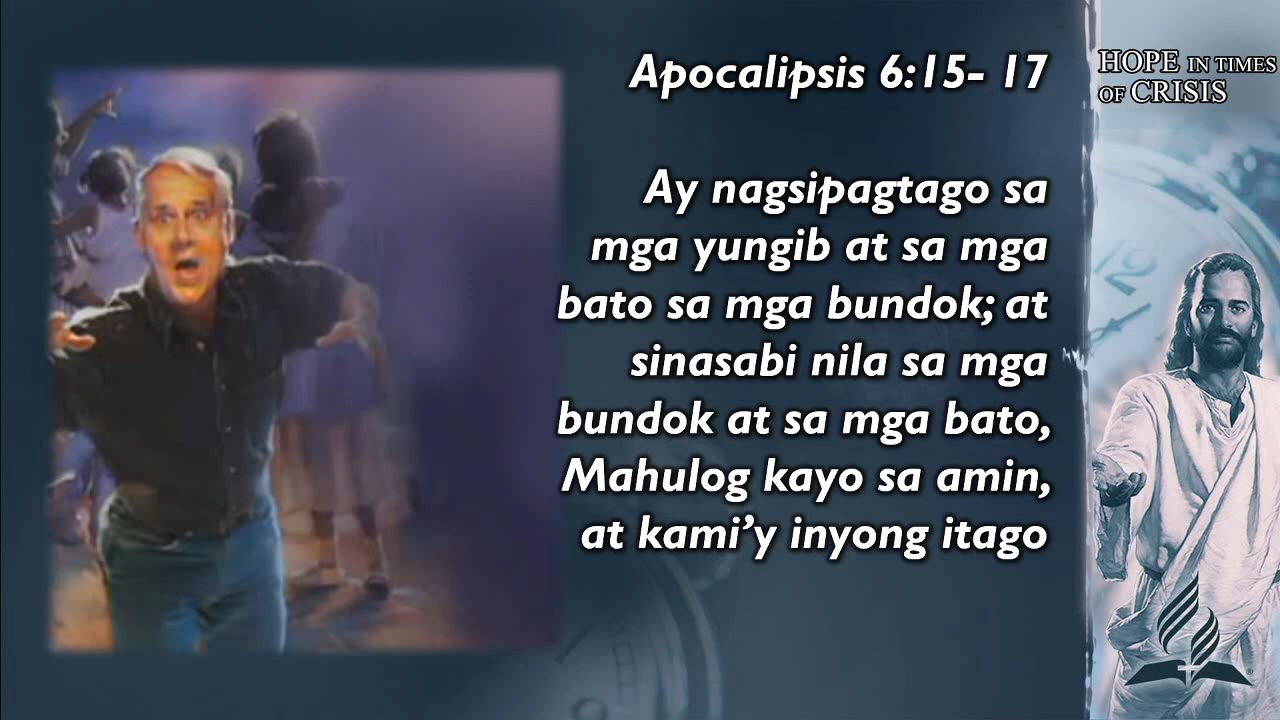 Apocalipsis 6:15- 17
Ay nagsipagtago sa
mga yungib at sa mga
bato sa mga bundok; at
sinasabi nila sa mga
bundok at sa mga bato,
Mahulog kayo sa amin,
at kami’y inyong itago
HOPE IN TIMES
OF CRISIS
12